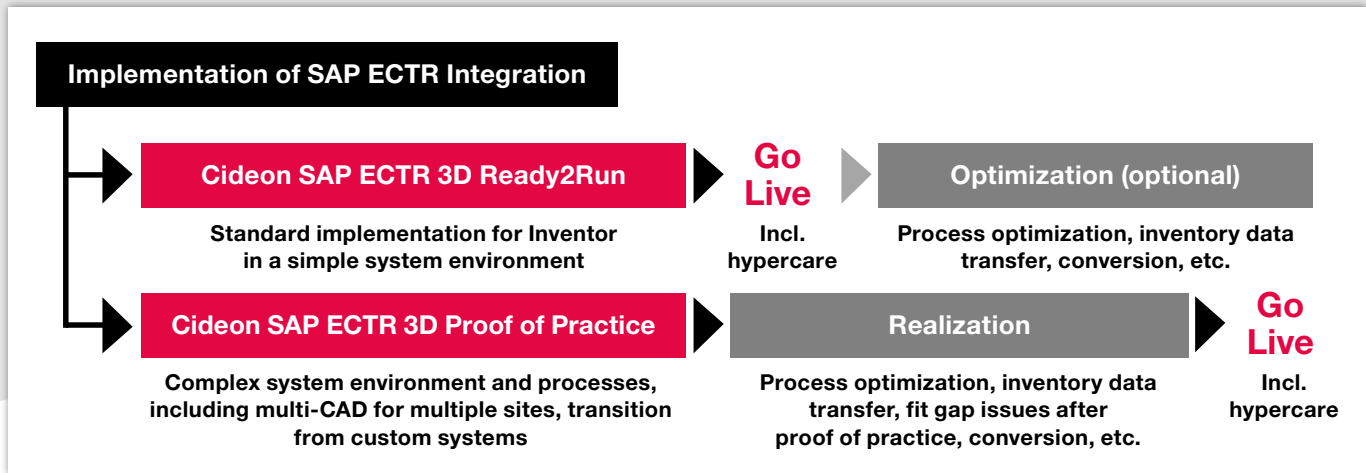 Implementation of SAP ECTR Integration
Cideon SAP ECTR 3D Ready2Run
Standard implementation for Inventor
in a simple system environment
Go
Live
Incl.
hypercare
Optimization (optional)
Process optimization, inventory data
transfer, conversion, etc.
Cideon SAP ECTR 3D Proof of Practice
Complex system environment and processes,
including multi-CAD for multiple sites, transition
from custom systems
Realization
Process optimization, inventory data
transfer, fit gap issues after
proof of practice, conversion, etc.
Go
Live
Incl.
hypercare